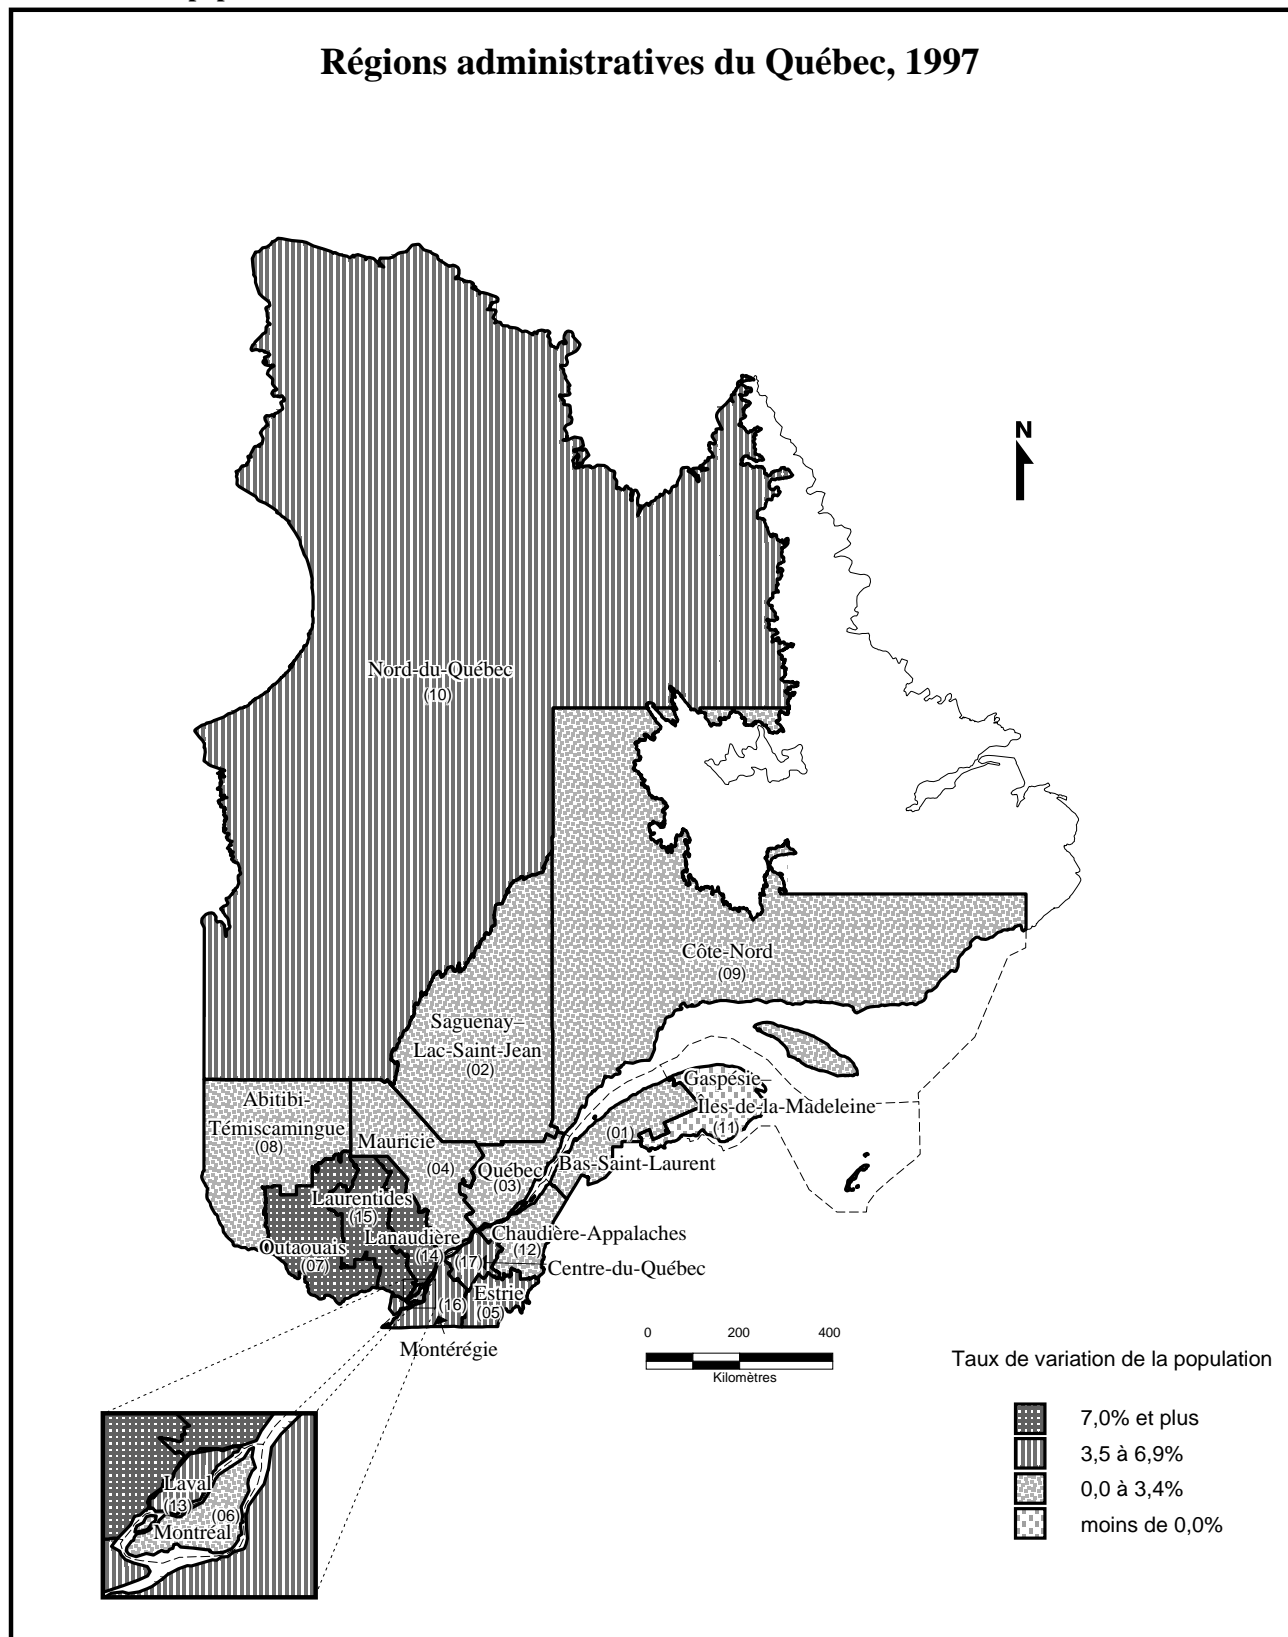 Régions administratives du Québec, 1997
N
Nord-du-Québec
(10)
Côte-Nord
(09)
Saguenay–
Lac-Saint-Jean
(02)
Gaspésie–
Îles-de-la-Madeleine
(11)
Abitibi-
Témiscamingue
(08)
Mauricie
(04)
(01)
Bas-Saint-Laurent
Québec
(03)
Laurentides
(15)
Lanaudière
(14)
Chaudière-Appalaches
(12)
Outaouais
(07)
(17)
Centre-du-Québec
Estrie
(05)
(16)
Montérégie
0 200 400
Kilomètres
Taux de variation de la population
7,0% et plus
3,5 à 6,9%
0,0 à 3,4%
moins de 0,0%
Laval
(13)
(06)
Montréal